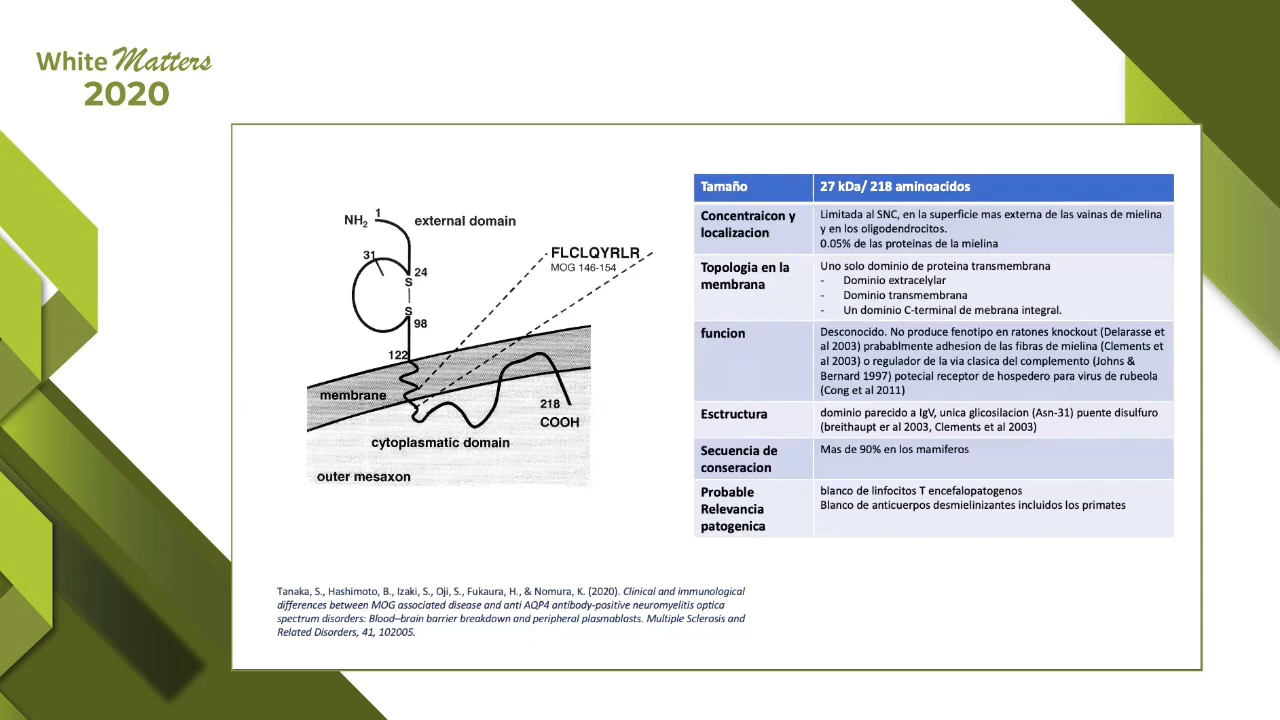 White Matters
2020
NH2
1
external domain
31
24
S
S
98
122
FLCLQYRLR
MOG 146-154
membrane
218
COOH
cytoplasmatic domain
outer mesaxon
Tamaño
27 kDa/ 218 aminoacidos
Concentraicon y
localizacion
Limitada al SNC, en la superficie mas externa de las vainas de mielina
y en los oligodendrocitos.
0.05% de las proteinas de la mielina
Topologia en la
membrana
Uno solo dominio de proteina transmembrana
- Dominio extracelylar
- Dominio transmembrana
- Un dominio C-terminal de mebrana integral.
funcion
Desconocido. No produce fenotipo en ratones knockout (Delarasse et
al 2003) prabablmente adhesion de las fibras de mielina (Clements et
al 2003) o regulador de la via clasica del complemento (Johns &
Bernard 1997) potecial receptor de hospedero para virus de rubeola
(Cong et al 2011)
Esctructura
dominio parecido a IgV, unica glicosilacion (Asn-31) puente disulfuro
(breithaupt er al 2003, Clements et al 2003)
Secuencia de
conseracion
Mas de 90% en los mamiferos
Probable
Relevancia
patogenica
blanco de linfocitos T encefalopatogenos
Blanco de anticuerpos desmielinizantes incluidos los primates
Tanaka, S., Hashimoto, B., Izaki, S., Oji, S., Fukaura, H., & Nomura, K. (2020). Clinical and immunological
differences between MOG associated disease and anti AQP4 antibody-positive neuromyelitis optica
spectrum disorders: Blood–brain barrier breakdown and peripheral plasmablasts. Multiple Sclerosis and
Related Disorders, 41, 102005.